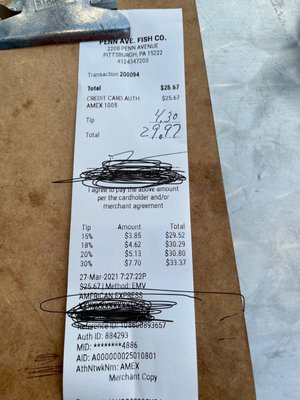 PENN AVE. FISH CO.
2208 PENN AVENUE
PITTSBURGH, PA 15222
4124347200
Transaction 200094
Total $25.67
CREDIT CARD AUTH $25.67
AMEX 1005
Tip 4.30
Total 29.97
I agree to pay the above amount
per the cardholder and/or
merchant agreement
Tip Amount Total
15% $3.85 $29.52
18% $4.62 $30.29
20% $5.13 $30.80
30% $7.70 $33.37
27-Mar-2021 7:27:22P
$25.67 | Method: EMV
AMERICAN EXPRESS
Auth ID: 884293
MID: ********4886
AID: A000000025010801
AthNtwkNm: AMEX
Merchant Copy